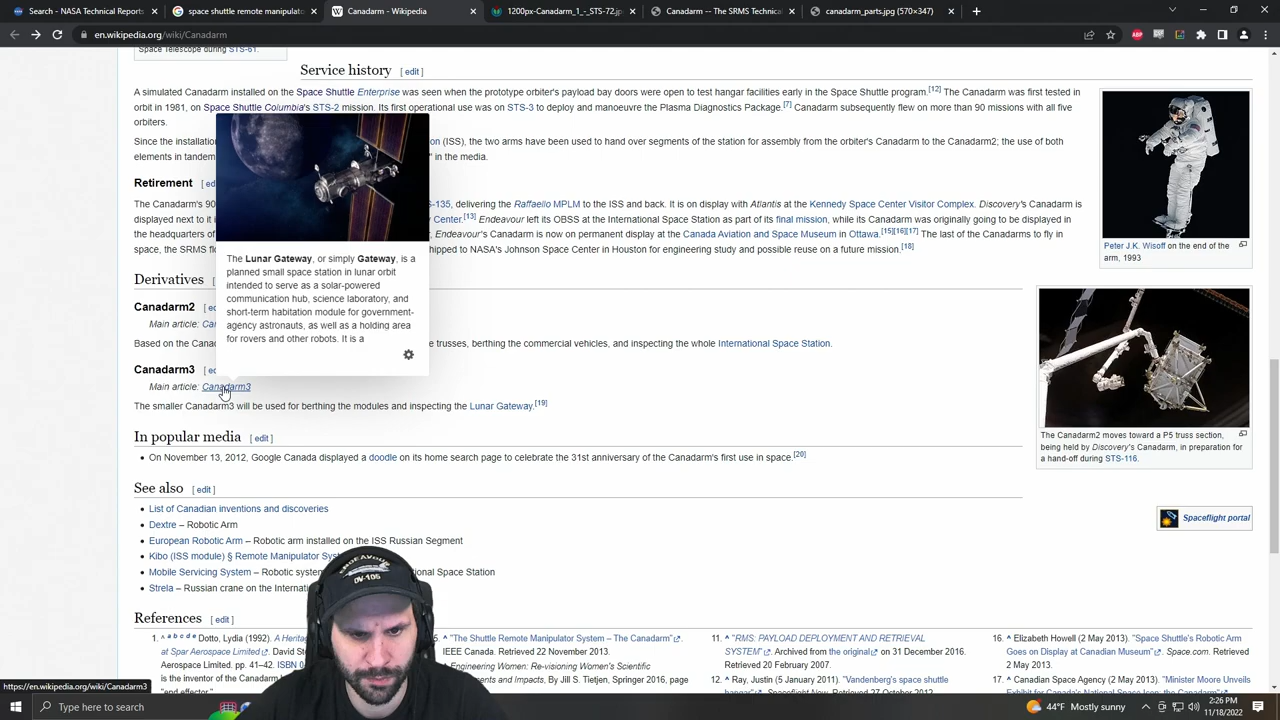 NASA - Technical Reports
shuttle arm detached! - Google
Canadarm - Wikipedia
1200px-Canadarm_1_-_STS-72.jp
Canadarm -- The SRMS Technic
canadarm_parts.jpg (570×347)
en.wikipedia.org/wiki/Canadarm
Space Telescope during STS-61.
Service history [ edit ]
A simulated Canadarm installed on the Space Shuttle Enterprise was seen when the prototype orbiter's payload bay doors were open to test hangar facilities early in the Space Shuttle program.[12] The Canadarm was first tested in
orbit in 1981, on Space Shuttle Columbia's STS-2 mission. Its first operational use was on STS-3 to deploy and manoeuvre the Plasma Diagnostics Package.[7] Canadarm subsequently flew on more than 90 missions with all five
orbiters.
Since the installation
on (ISS), the two arms have been used to hand over segments of the station for assembly from the orbiter's Canadarm to the Canadarm2; the use of both
elements in tandem
" in the media.
Retirement [ ed
The Canadarm's 90
S-135, delivering the Raffaello MPLM to the ISS and back. It is on display with Atlantis at the Kennedy Space Center Visitor Complex. Discovery's Canadarm is
displayed next to it i
y Center.[13] Endeavour left its OBSS at the International Space Station as part of its final mission, while its Canadarm was originally going to be displayed in
the headquarters of
. Endeavour's Canadarm is now on permanent display at the Canada Aviation and Space Museum in Ottawa.[15][16][17] The last of the Canadarms to fly in
space, the SRMS flo
hipped to NASA's Johnson Space Center in Houston for engineering study and possible reuse on a future mission.[18]
Peter J.K. Wisoff on the end of the
arm, 1993
The Lunar Gateway, or simply Gateway, is a
planned small space station in lunar orbit
intended to serve as a solar-powered
communication hub, science laboratory, and
short-term habitation module for government-
agency astronauts, as well as a holding area
for rovers and other robots. It is a
Derivatives [
Canadarm2 [ ed
Main article: Ca
Based on the Cana
e trusses, berthing the commercial vehicles, and inspecting the whole International Space Station.
Canadarm3 [ ed
Main article: Canadarm3
The smaller Canadarm3 will be used for berthing the modules and inspecting the Lunar Gateway.[19]
The Canadarm2 moves toward a P5 truss section,
being held by Discovery's Canadarm, in preparation for
a hand-off during STS-116.
In popular media [ edit ]
On November 13, 2012, Google Canada displayed a doodle on its home search page to celebrate the 31st anniversary of the Canadarm's first use in space.[20]
See also [ edit ]
List of Canadian inventions and discoveries
Dextre – Robotic Arm
European Robotic Arm – Robotic arm installed on the ISS Russian Segment
Kibo (ISS module) § Remote Manipulator Syst
Mobile Servicing System – Robotic system
onal Space Station
Strela – Russian crane on the Internati
Spaceflight portal
ENDEAVOUR
OV-105
References [ edit ]
1. ^ a b c d e Dotto, Lydia (1992). A Herita
at Spar Aerospace Limited. David St
Aerospace Limited. pp. 41–42. ISBN 0
is the inventor of the Canadarm
"end effector."
5. ^ "The Shuttle Remote Manipulator System – The Canadarm".
IEEE Canada. Retrieved 22 November 2013.
^ Engineering Women: Re-visioning Women's Scientific
ents and Impacts, By Jill S. Tietjen, Springer 2016, page
11. ^ "RMS: PAYLOAD DEPLOYMENT AND RETRIEVAL
SYSTEM". Archived from the original on 31 December 2016.
Retrieved 20 February 2007.
12. ^ Ray, Justin (5 January 2011). "Vandenberg's space shuttle
hangar". Spaceflight Now. Retrieved 27 October 2012.
16. ^ Elizabeth Howell (2 May 2013). "Space Shuttle's Robotic Arm
Goes on Display at Canadian Museum". Space.com. Retrieved
2 May 2013.
17. ^ Canadian Space Agency (2 May 2013). "Minister Moore Unveils
Exhibit for Canada's National Space Icon: the Canadarm".
https://en.wikipedia.org/wiki/Canadarm3
Type here to search
44°F Mostly sunny
2:26 PM
11/18/2022